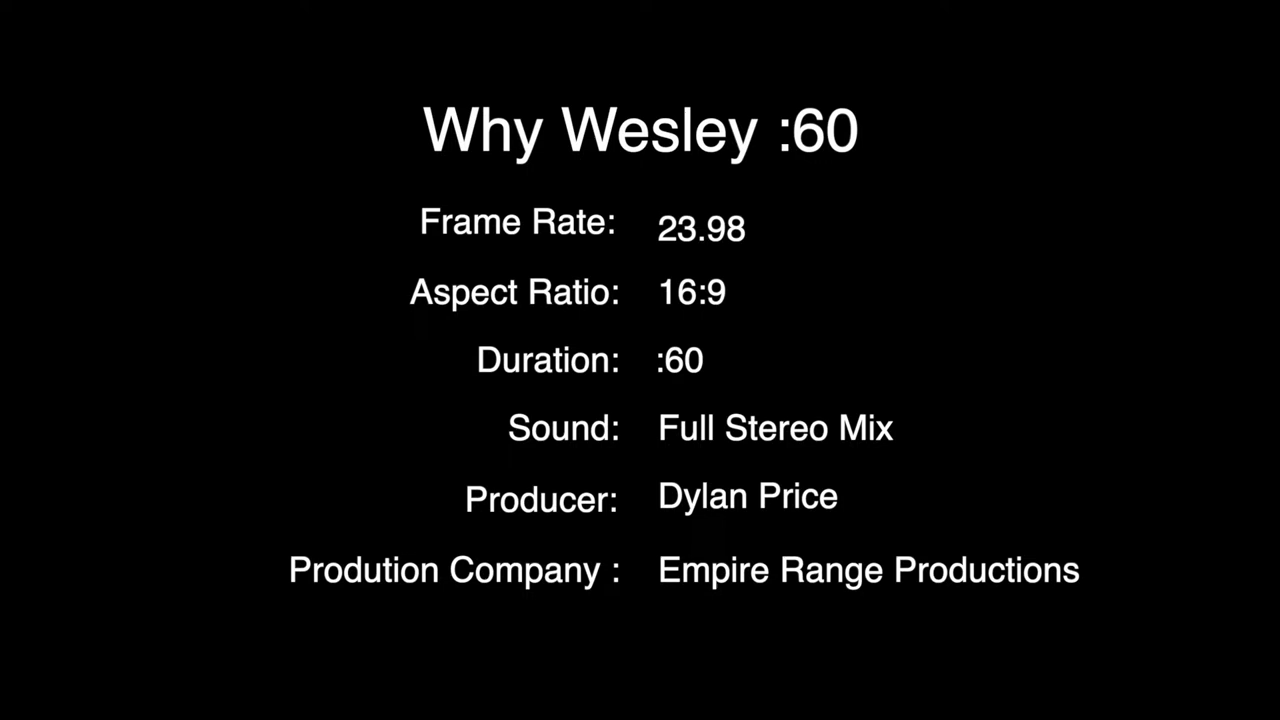 Why Wesley :60
Frame Rate: 23.98
Aspect Ratio: 16:9
Duration: :60
Sound: Full Stereo Mix
Producer: Dylan Price
Prodution Company : Empire Range Productions